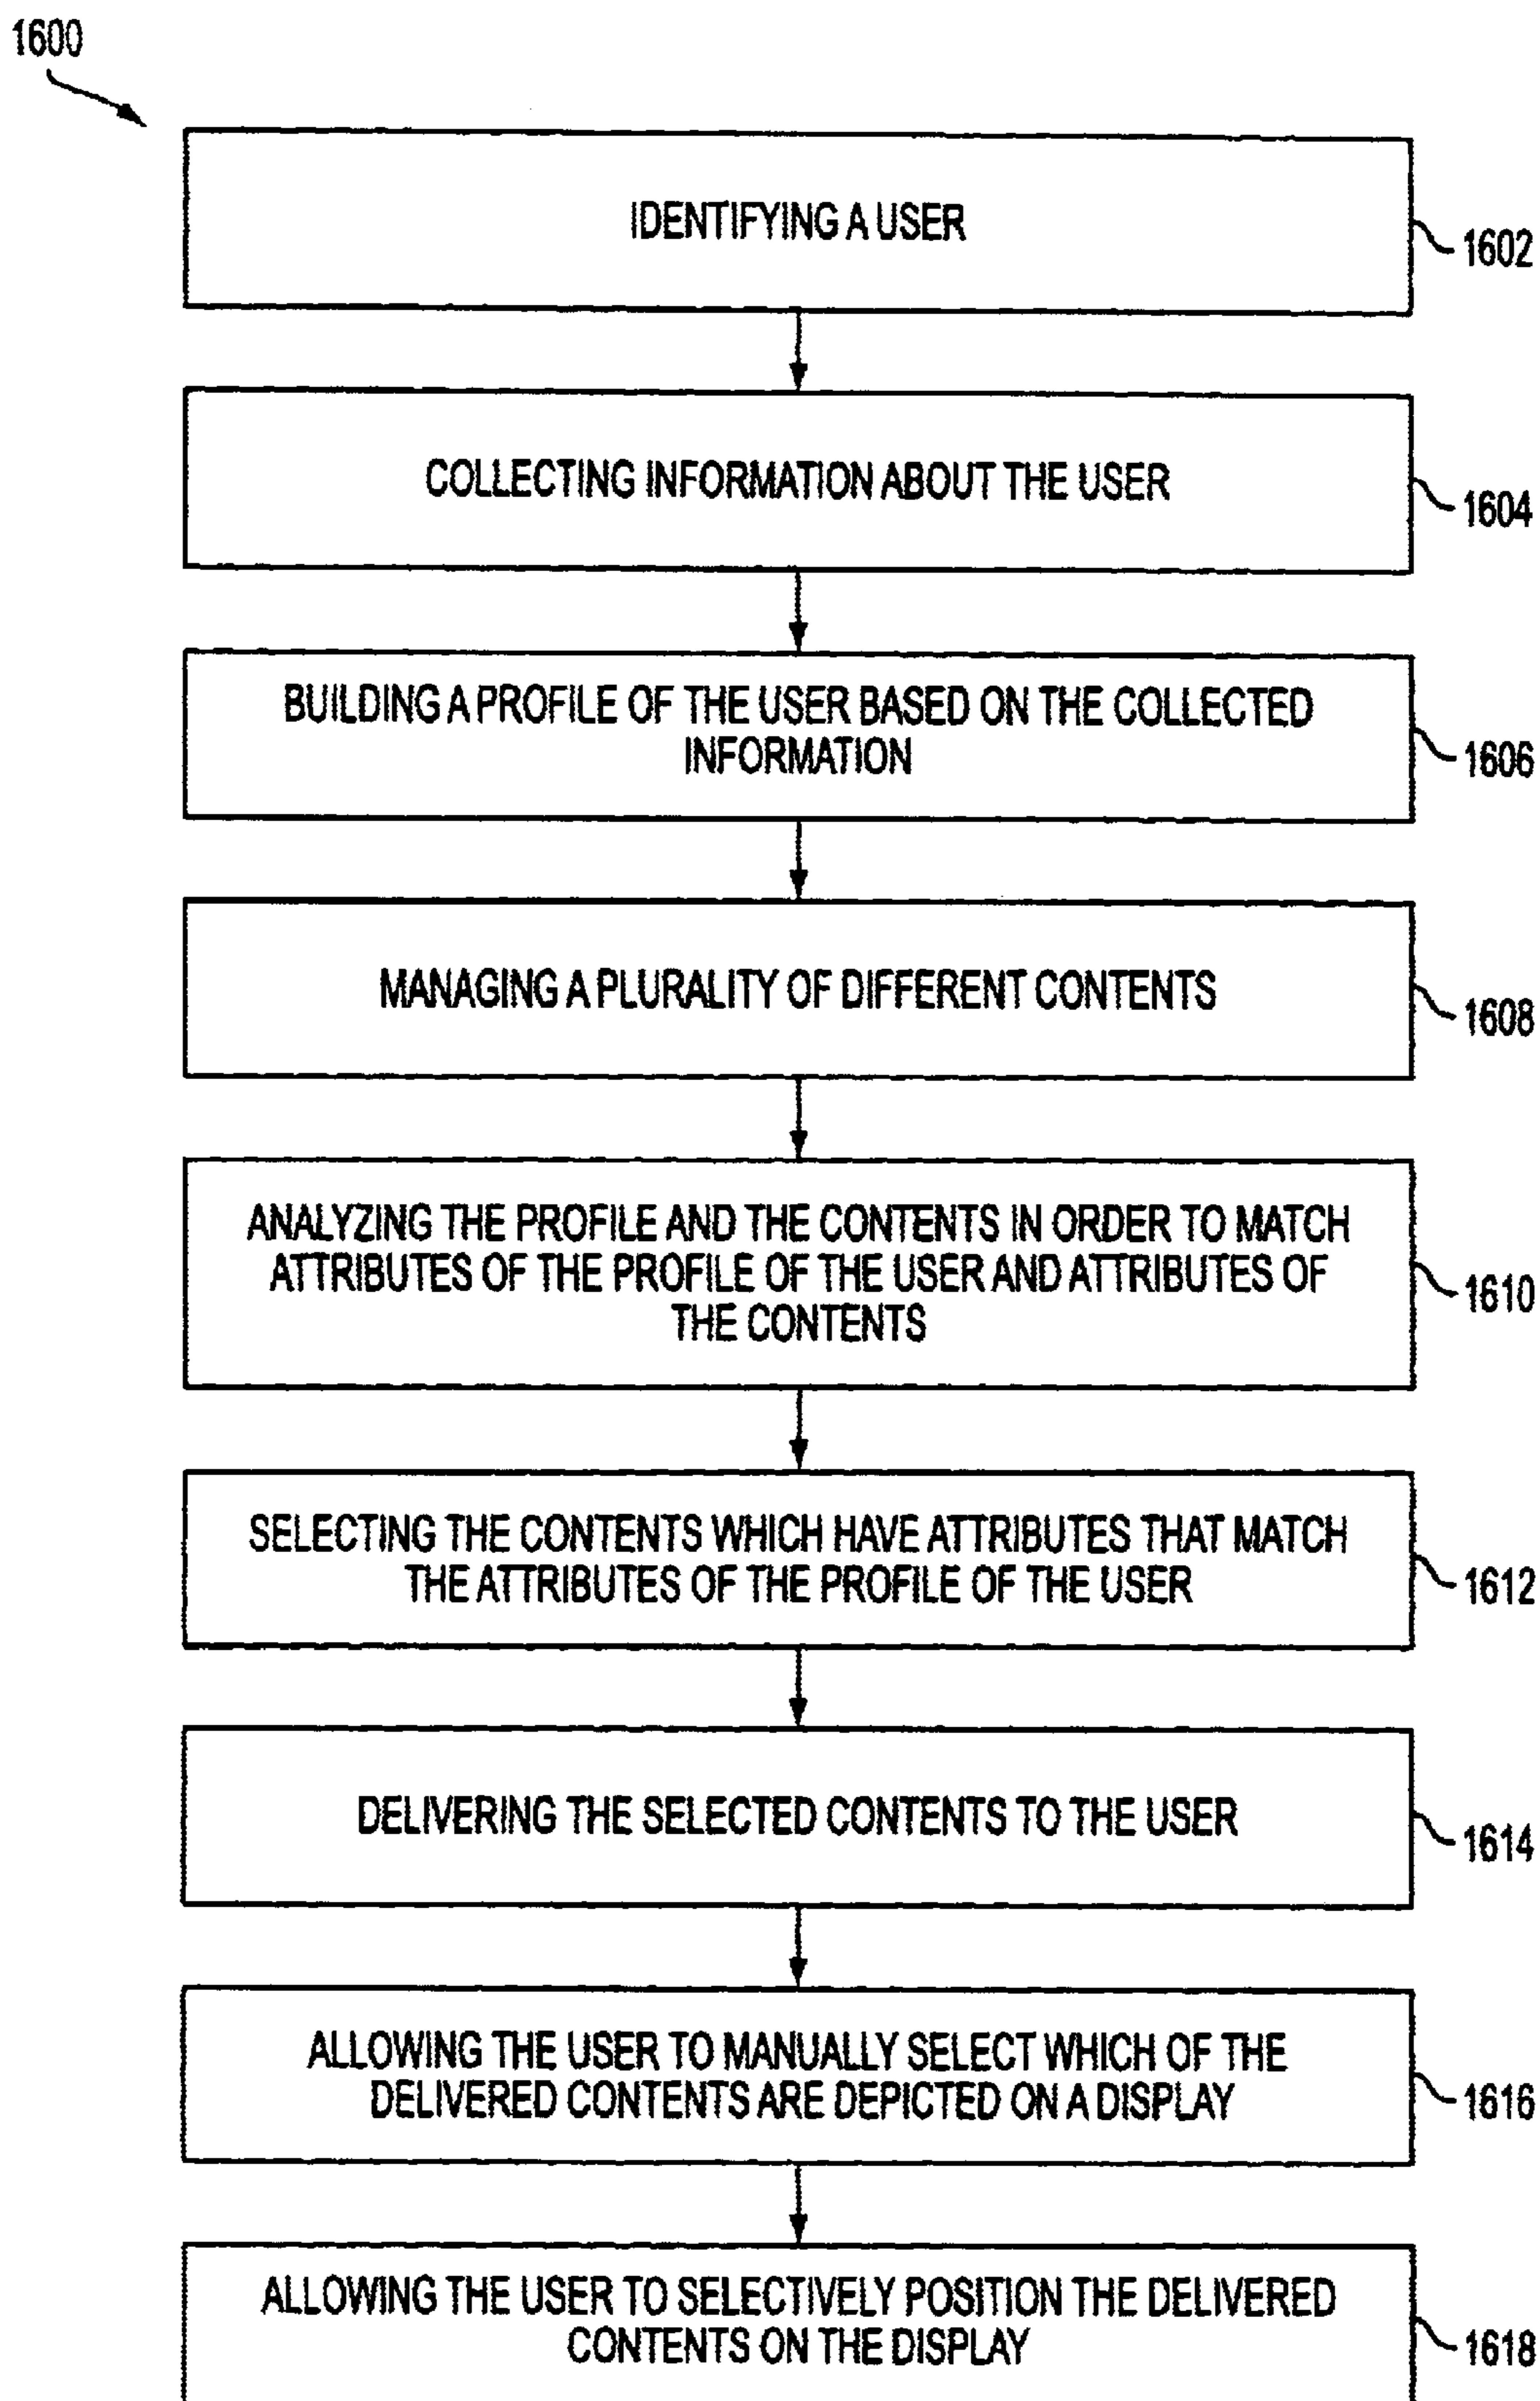 1600
IDENTIFYING A USER
1602
COLLECTING INFORMATION ABOUT THE USER
1604
BUILDING A PROFILE OF THE USER BASED ON THE COLLECTED
INFORMATION
1606
MANAGING A PLURALITY OF DIFFERENT CONTENTS
1608
ANALYZING THE PROFILE AND THE CONTENTS IN ORDER TO MATCH
ATTRIBUTES OF THE PROFILE OF THE USER AND ATTRIBUTES OF
THE CONTENTS
1610
SELECTING THE CONTENTS WHICH HAVE ATTRIBUTES THAT MATCH
THE ATTRIBUTES OF THE PROFILE OF THE USER
1612
DELIVERING THE SELECTED CONTENTS TO THE USER
1614
ALLOWING THE USER TO MANUALLY SELECT WHICH OF THE
DELIVERED CONTENTS ARE DEPICTED ON A DISPLAY
1616
ALLOWING THE USER TO SELECTIVELY POSITION THE DELIVERED
CONTENTS ON THE DISPLAY
1618